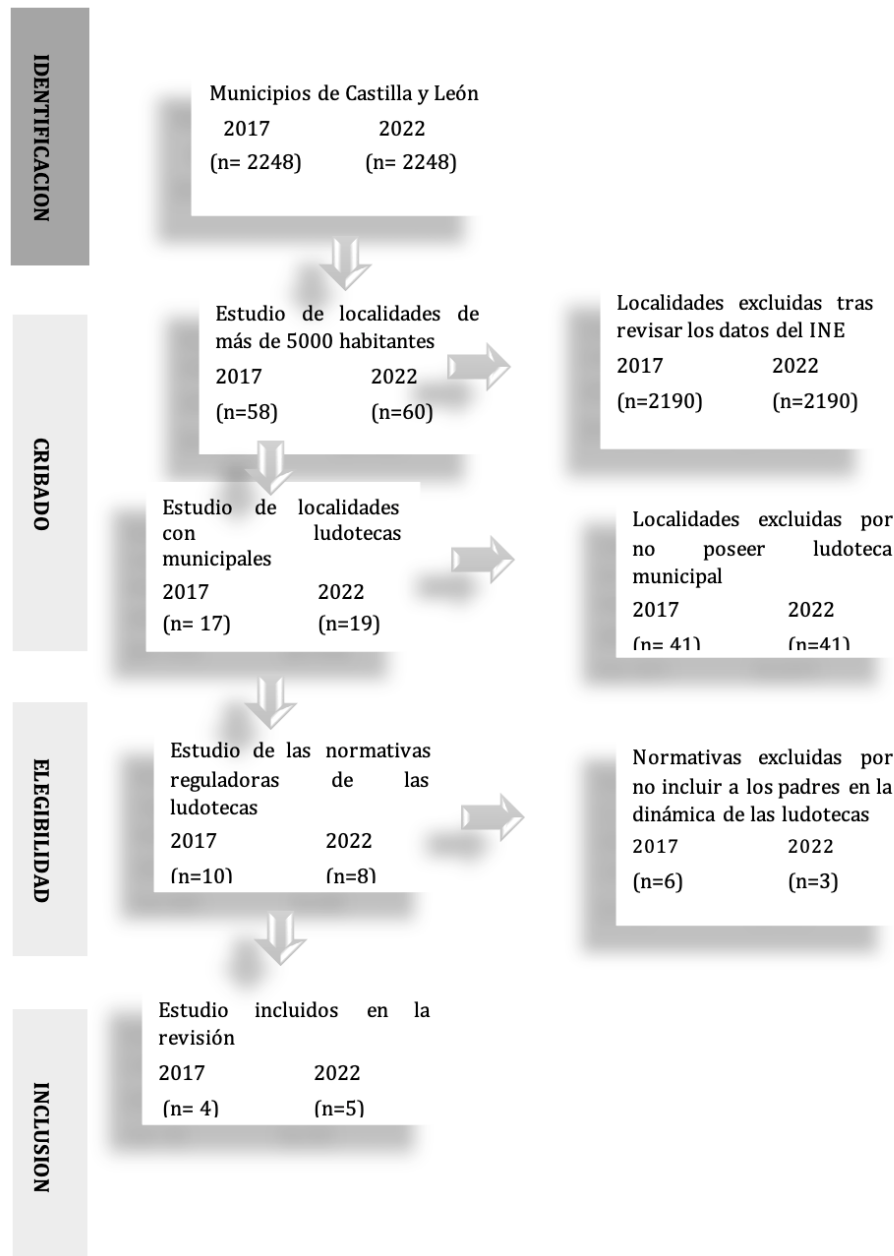 IDENTIFICACION
Municipios de Castilla y León
2017 2022
(n= 2248) (n= 2248)
CRIBADO
Estudio de localidades de
más de 5000 habitantes
2017 2022
(n=58) (n=60)
Localidades excluidas tras
revisar los datos del INE
2017 2022
(n=2190) (n=2190)
Estudio de localidades
con ludotecas
municipales
2017 2022
(n= 17) (n=19)
Localidades excluidas por
no poseer ludoteca
municipal
2017 2022
(n= 41) (n=41)
ELEGIBILIDAD
Estudio de las normativas
reguladoras de las
ludotecas
2017 2022
(n=10) (n=8)
Normativas excluidas por
no incluir a los padres en la
dinámica de las ludotecas
2017 2022
(n=6) (n=3)
INCLUSION
Estudio incluidos en la
revisión
2017 2022
(n= 4) (n=5)